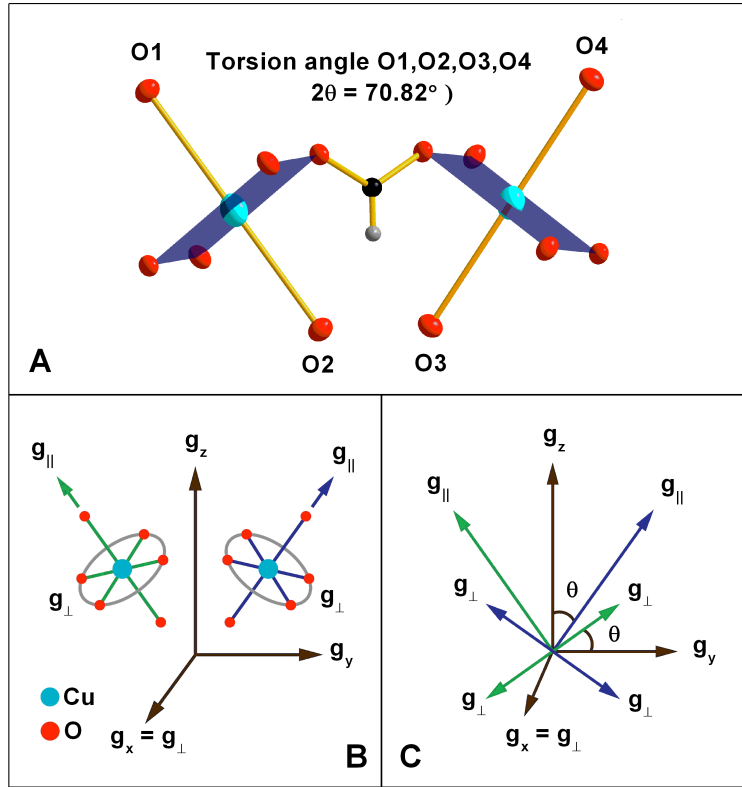 O1
O4
Torsion angle O1,O2,O3,O4
2θ = 70.82° )
O2
O3
A
g∥
gz
g∥
g⊥
g⊥
gy
Cu
O
gx = g⊥
B
gz
g∥
g∥
g⊥
θ
g⊥
θ
gy
g⊥
g⊥
gx = g⊥
C